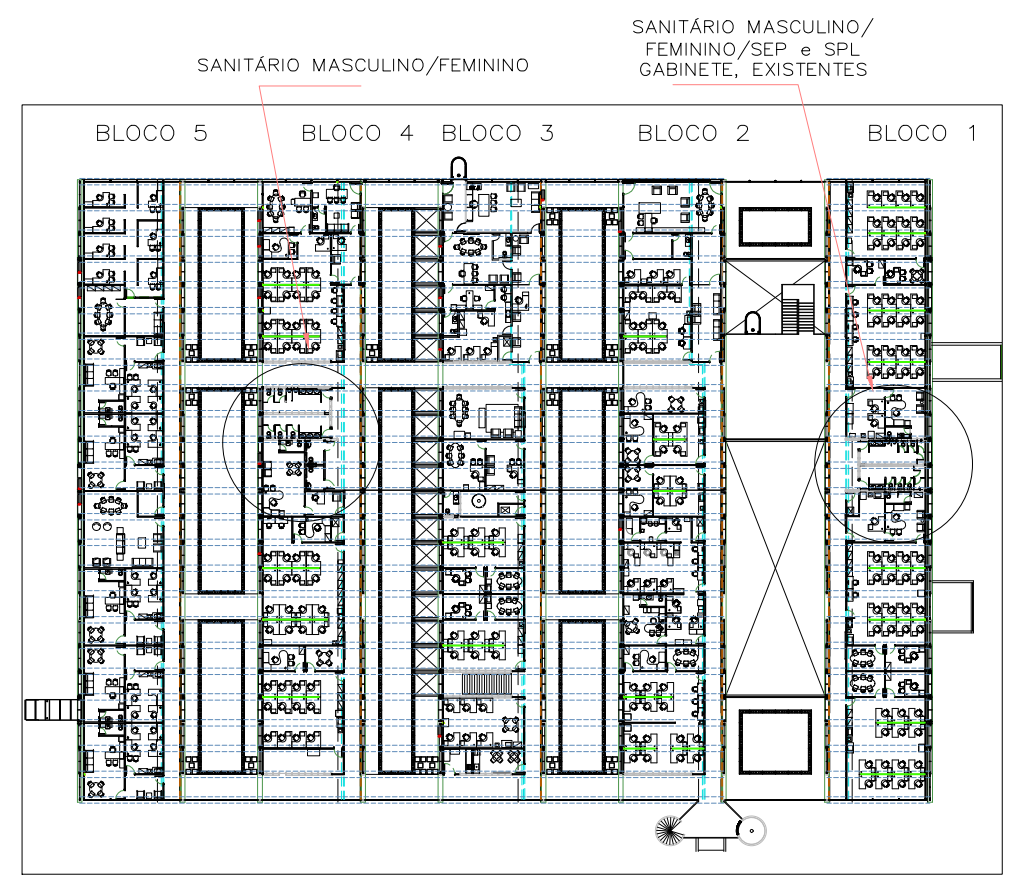 SANITÁRIO MASCULINO/
FEMININO/SEP e SPL
GABINETE, EXISTENTES
SANITÁRIO MASCULINO/FEMININO
BLOCO 5
BLOCO 4
BLOCO 3
BLOCO 2
BLOCO 1